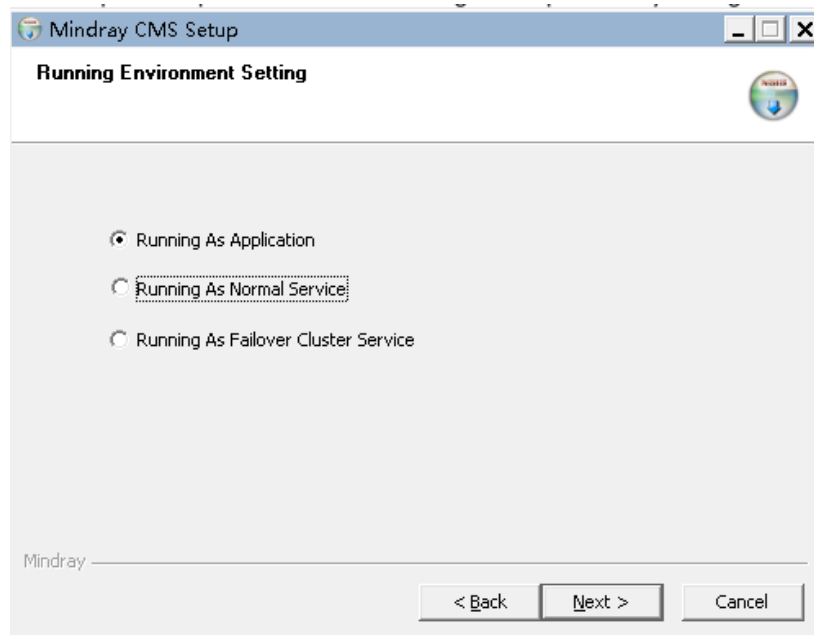 Mindray CMS Setup
Running Environment Setting
Running As Application
Running As Normal Service
Running As Failover Cluster Service
Mindray
< Back
Next >
Cancel